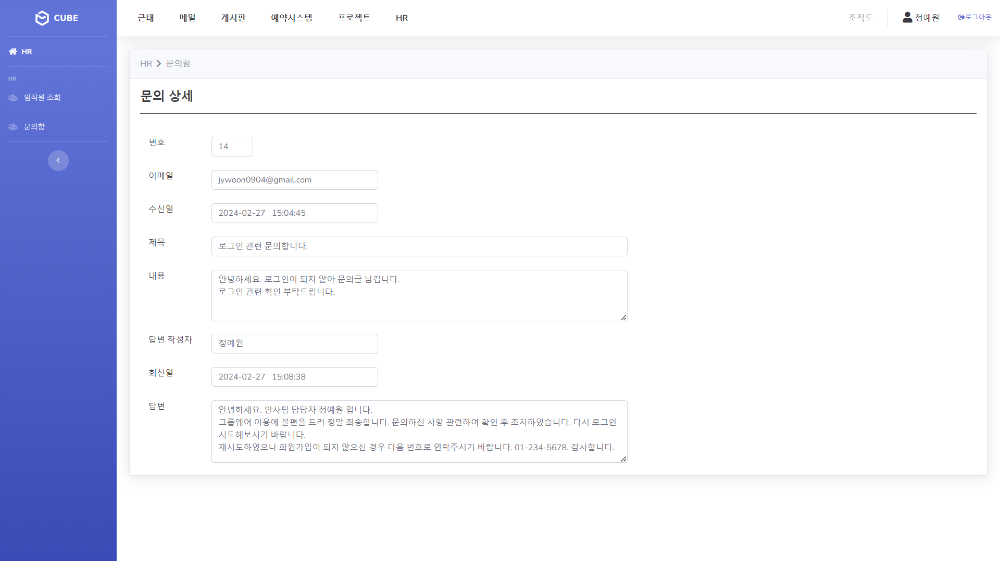 CUBE
근태 메일 게시판 예약시스템 프로젝트 HR
조직도 정예원 로그아웃
HR
HR
임직원 조회
문의함
HR 문의함
문의 상세
번호 14
이메일 jywoon0904@gmail.com
수신일 2024-02-27 15:04:45
제목 로그인 관련 문의합니다.
내용 안녕하세요. 로그인이 되지 않아 문의글 남깁니다.
로그인 관련 확인 부탁드립니다.
답변 작성자 정예원
회신일 2024-02-27 15:08:38
답변 안녕하세요. 인사팀 담당자 정예원 입니다.
그룹웨어 이용에 불편을 드려 정말 죄송합니다. 문의하신 사항 관련하여 확인 후 조치하였습니다. 다시 로그인
시도해보시기 바랍니다.
재시도하였으나 회원가입이 되지 않으신 경우 다음 번호로 연락주시기 바랍니다. 01-234-5678. 감사합니다.